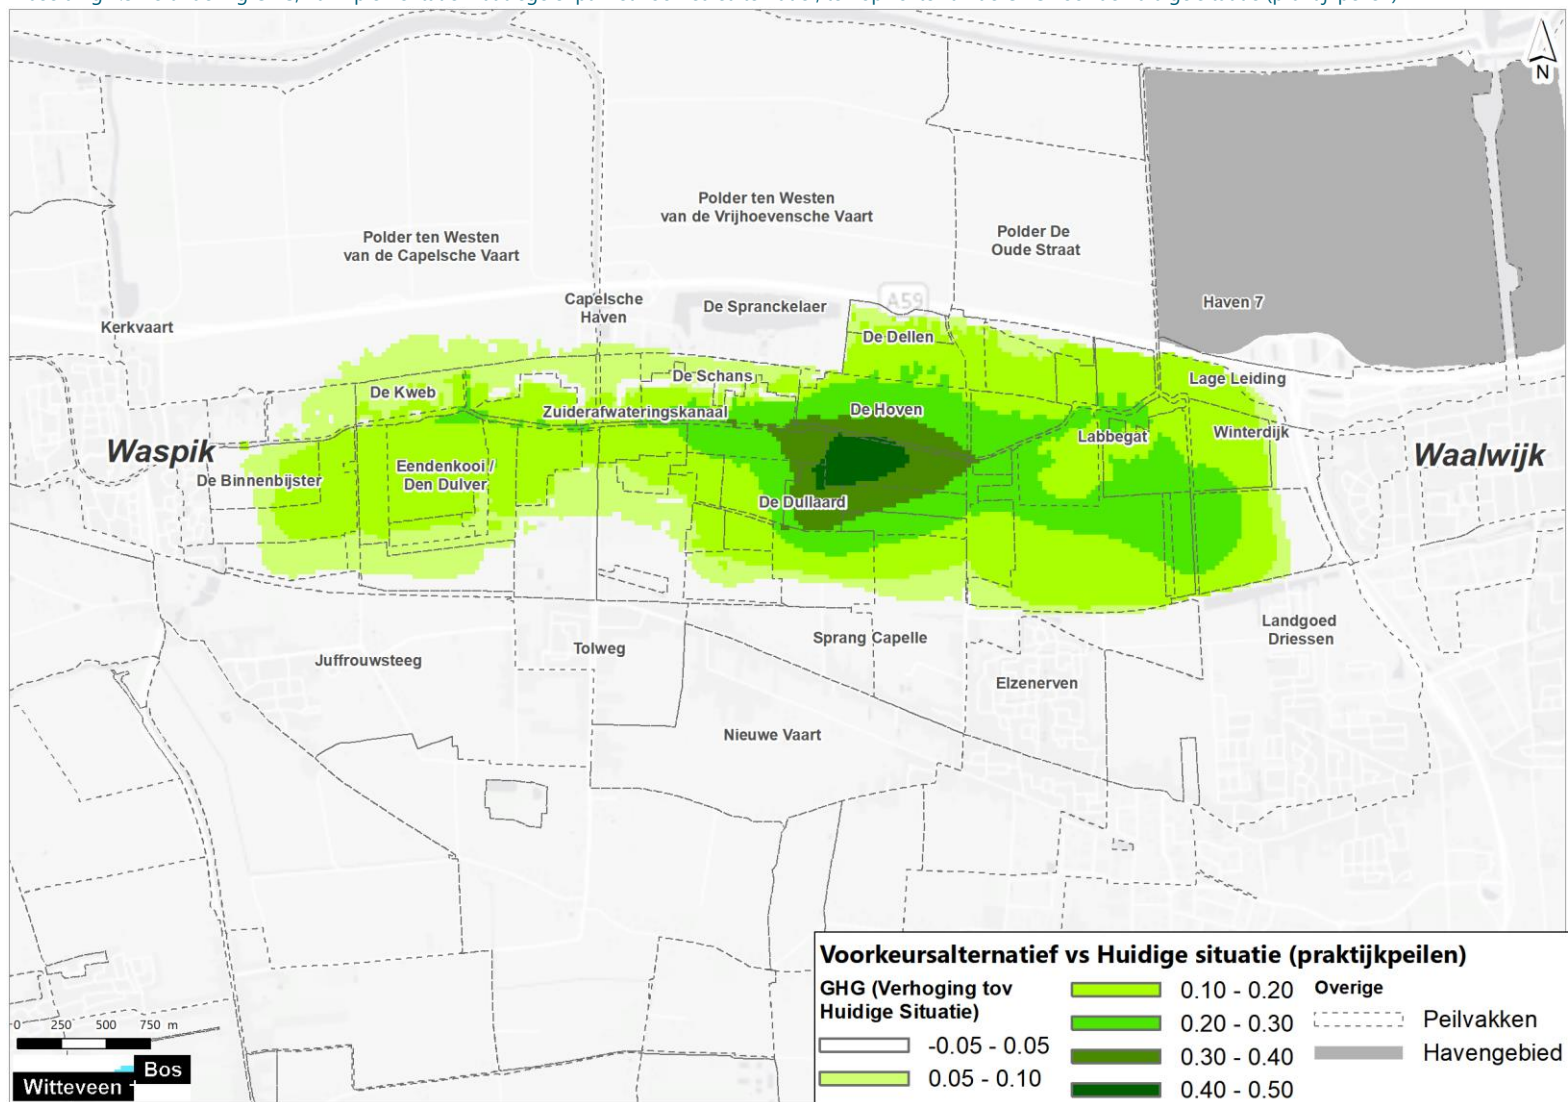 N
Polder ten Westen
van de Vrijhoevensche Vaart
Polder ten Westen
van de Capelsche Vaart
Polder De
Oude Straat
Capelsche
Haven
De Spranckelaer
A59
Haven 7
Kerkvaart
De Dellen
De Schans
Lage Leiding
De Kweb
Zuiderafwateringskanaal
De Hoven
Labbegat
Winterdijk
Waspik
Waalwijk
De Binnenbijster
Eendenkooi /
Den Dulver
De Dullaard
Landgoed
Driessen
Juffrouwsteeg
Tolweg
Sprang Capelle
Elzenerven
Nieuwe Vaart
Voorkeursalternatief vs Huidige situatie (praktijkpeilen)
GHG (Verhoging tov
Huidige Situatie)
-0.05 - 0.05
0.05 - 0.10
0.10 - 0.20
0.20 - 0.30
0.30 - 0.40
0.40 - 0.50
Overige
Peilvakken
Havengebied
0 250 500 750 m
Witteveen + Bos